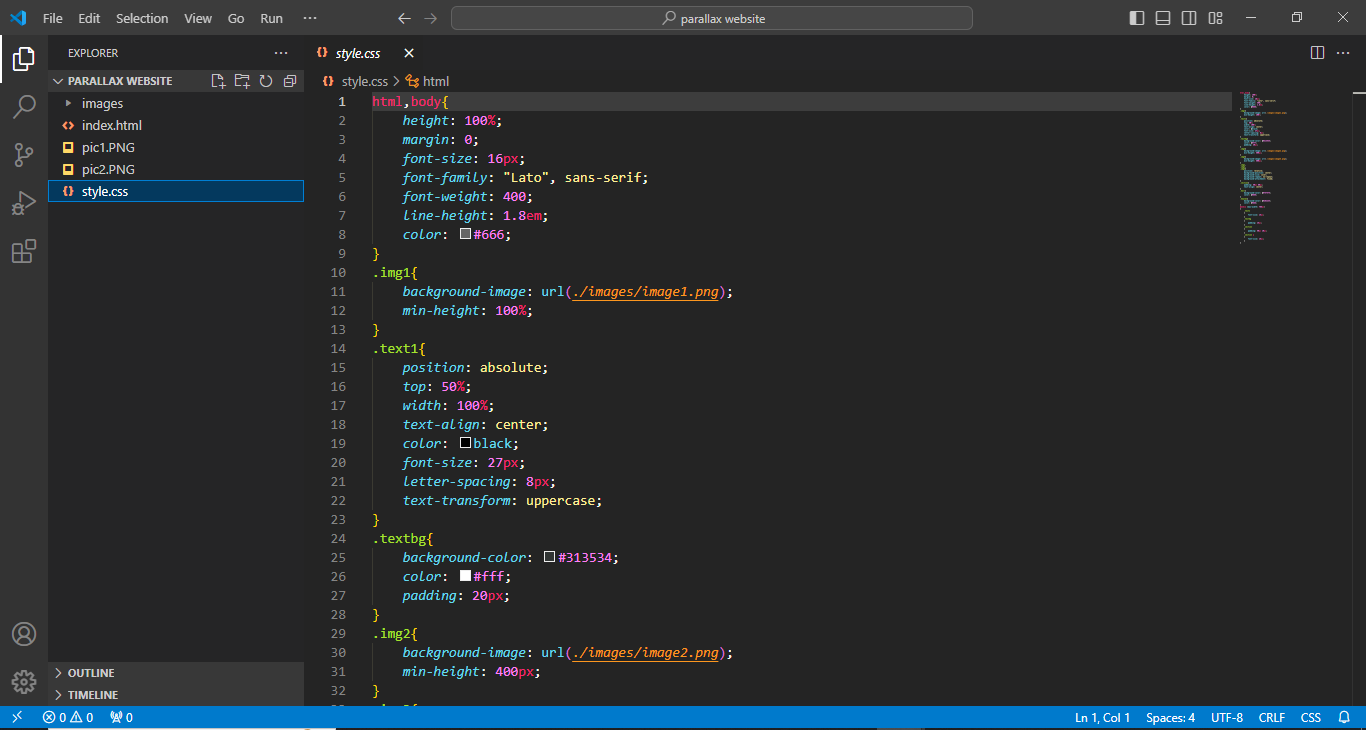 File Edit Selection View Go Run ···
parallax website
EXPLORER ···
PARALLAX WEBSITE
images
index.html
pic1.PNG
pic2.PNG
style.css
OUTLINE
TIMELINE
style.css
style.css > html
1 html,body{
2 height: 100%;
3 margin: 0;
4 font-size: 16px;
5 font-family: "Lato", sans-serif;
6 font-weight: 400;
7 line-height: 1.8em;
8 color: #666;
9 }
10 .img1{
11 background-image: url(./images/image1.png);
12 min-height: 100%;
13 }
14 .text1{
15 position: absolute;
16 top: 50%;
17 width: 100%;
18 text-align: center;
19 color: black;
20 font-size: 27px;
21 letter-spacing: 8px;
22 text-transform: uppercase;
23 }
24 .textbg{
25 background-color: #313534;
26 color: #fff;
27 padding: 20px;
28 }
29 .img2{
30 background-image: url(./images/image2.png);
31 min-height: 400px;
32 }
0 0 0
Ln 1, Col 1 Spaces: 4 UTF-8 CRLF CSS